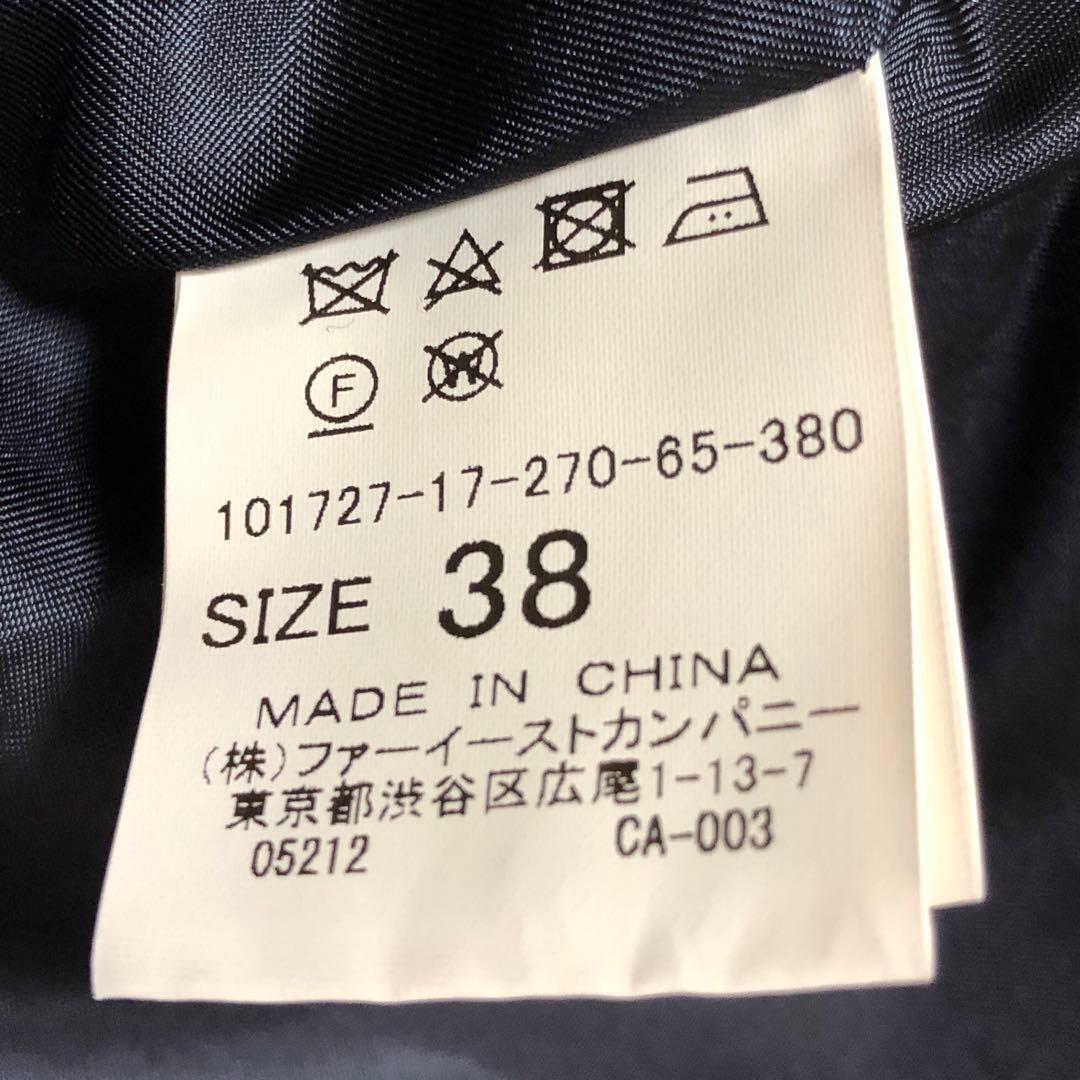 F
W
101727-17-270-65-380
SIZE 38
MADE IN CHINA
(株)ファーイーストカンパニー
東京都渋谷区広尾1-13-7
05212 CA-003